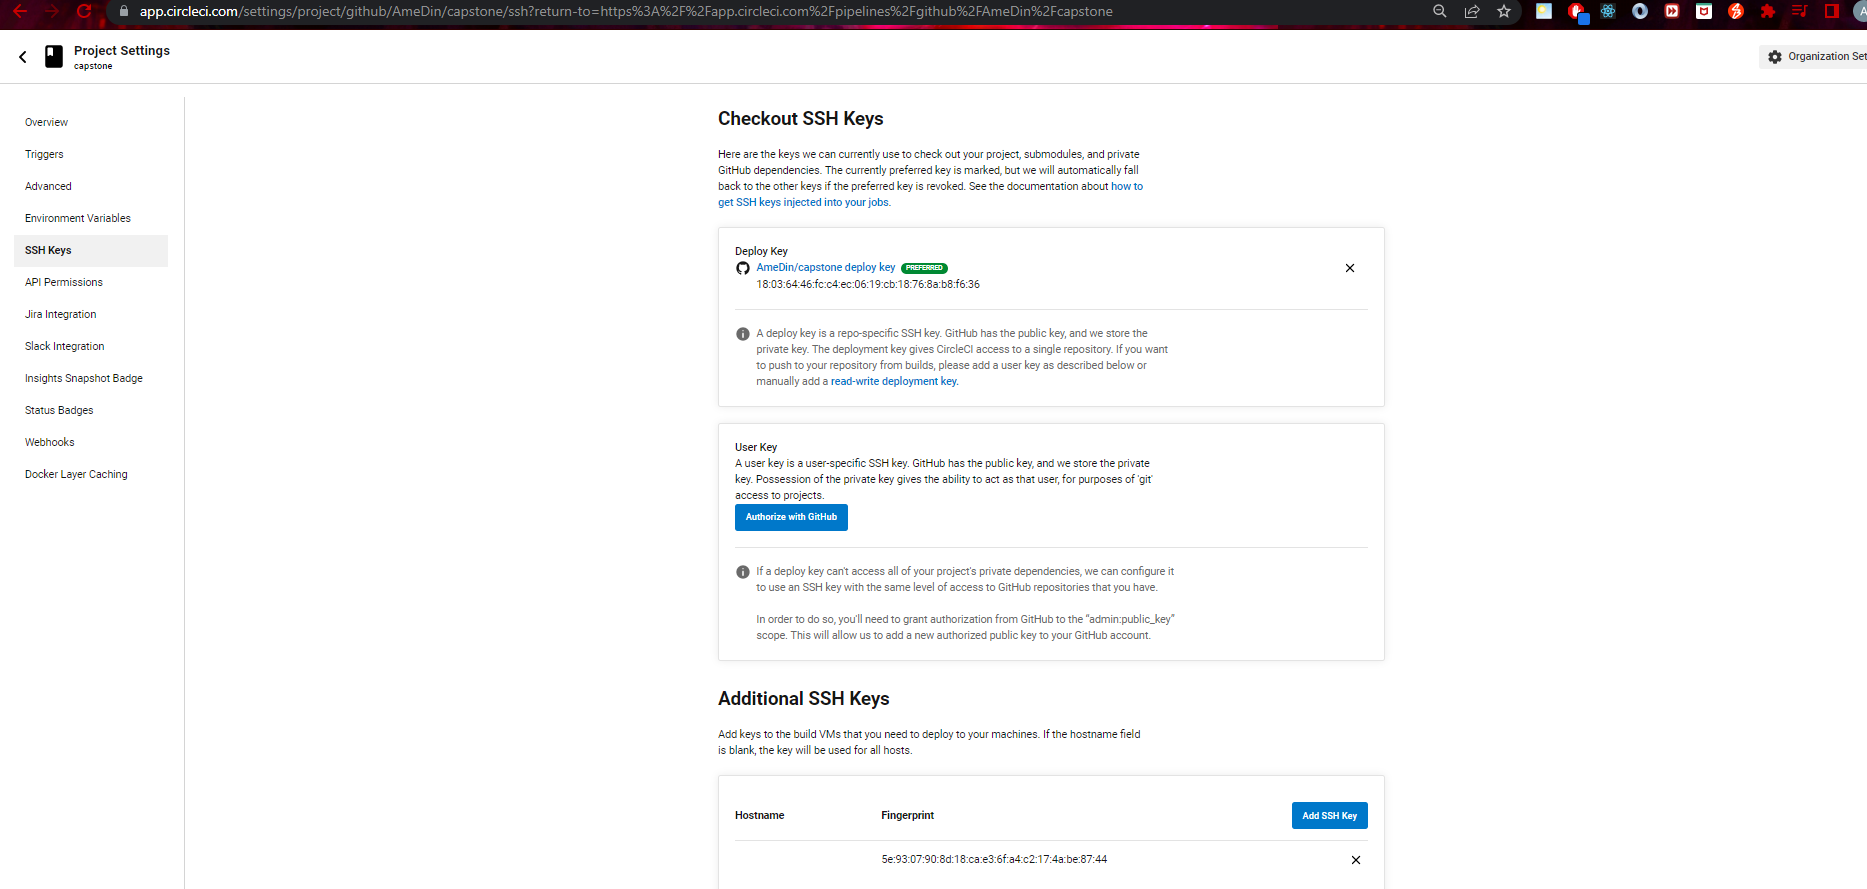 app.circleci.com/settings/project/github/AmeDin/capstone/ssh?return-to=https%3A%2F%2Fapp.circleci.com%2Fpipelines%2Fgithub%2FAmeDin%2Fcapstone
Project Settings
capstone
Organization Set
Overview
Triggers
Advanced
Environment Variables
SSH Keys
API Permissions
Jira Integration
Slack Integration
Insights Snapshot Badge
Status Badges
Webhooks
Docker Layer Caching
Checkout SSH Keys
Here are the keys we can currently use to check out your project, submodules, and private
GitHub dependencies. The currently preferred key is marked, but we will automatically fall
back to the other keys if the preferred key is revoked. See the documentation about how to
get SSH keys injected into your jobs.
Deploy Key
AmeDin/capstone deploy key PREFERRED
18:03:64:46:fc:c4:ec:06:19:cb:18:76:8a:b8:f6:36
A deploy key is a repo-specific SSH key. GitHub has the public key, and we store the
private key. The deployment key gives CircleCI access to a single repository. If you want
to push to your repository from builds, please add a user key as described below or
manually add a read-write deployment key.
User Key
A user key is a user-specific SSH key. GitHub has the public key, and we store the private
key. Possession of the private key gives the ability to act as that user, for purposes of 'git'
access to projects.
Authorize with GitHub
If a deploy key can't access all of your project's private dependencies, we can configure it
to use an SSH key with the same level of access to GitHub repositories that you have.
In order to do so, you'll need to grant authorization from GitHub to the “admin:public_key”
scope. This will allow us to add a new authorized public key to your GitHub account.
Additional SSH Keys
Add keys to the build VMs that you need to deploy to your machines. If the hostname field
is blank, the key will be used for all hosts.
Hostname Fingerprint Add SSH Key
5e:93:07:90:8d:18:ca:e3:6f:a4:c2:17:4a:be:87:44